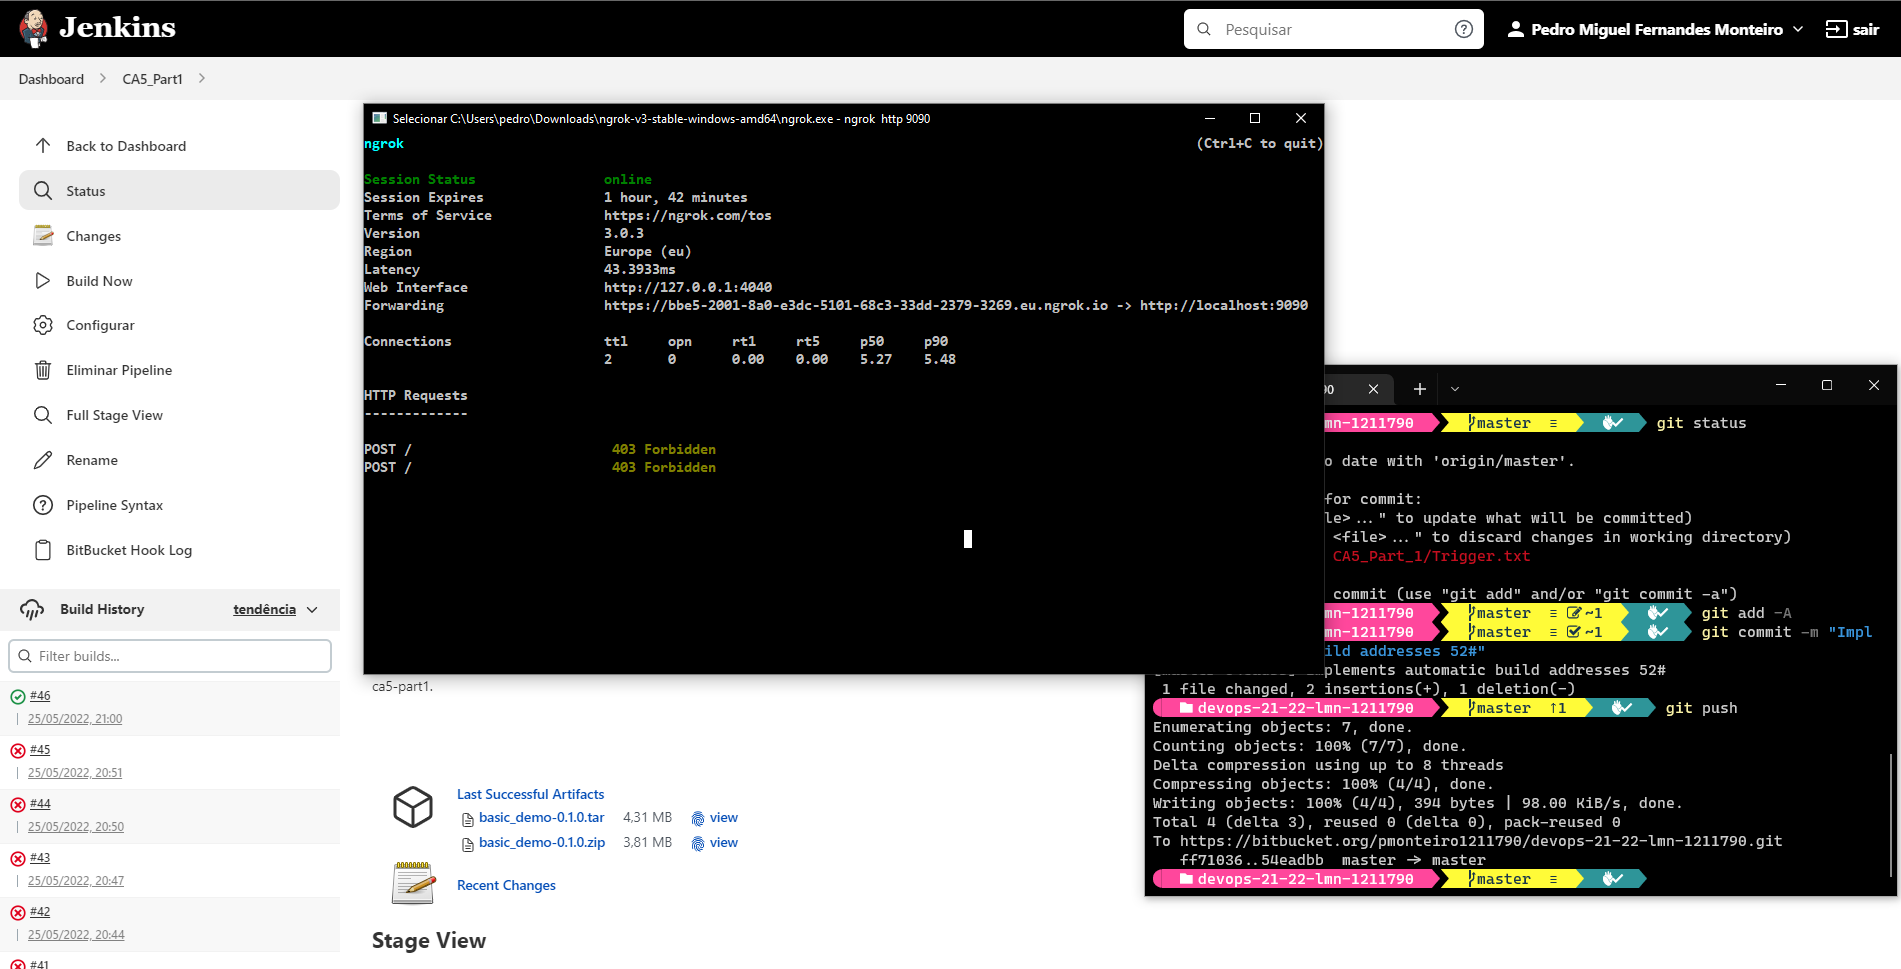 Jenkins
Pesquisar
Pedro Miguel Fernandes Monteiro
sair
Dashboard
CA5_Part1
Back to Dashboard
Status
Changes
Build Now
Configurar
Eliminar Pipeline
Full Stage View
Rename
Pipeline Syntax
BitBucket Hook Log
Build History
tendência
Filter builds...
#46
25/05/2022, 21:00
#45
25/05/2022, 20:51
#44
25/05/2022, 20:50
#43
25/05/2022, 20:47
#42
25/05/2022, 20:44
#41
Selecionar C:\Users\pedro\Downloads\ngrok-v3-stable-windows-amd64\ngrok.exe - ngrok http 9090
ngrok (Ctrl+C to quit)
Session Status online
Session Expires 1 hour, 42 minutes
Terms of Service https://ngrok.com/tos
Version 3.0.3
Region Europe (eu)
Latency 43.3933ms
Web Interface http://127.0.0.1:4040
Forwarding https://bbe5-2001-8a0-e3dc-5101-68c3-33dd-2379-3269.eu.ngrok.io -> http://localhost:9090
Connections ttl opn rt1 rt5 p50 p90
2 0 0.00 0.00 5.27 5.48
HTTP Requests
-------------
POST / 403 Forbidden
POST / 403 Forbidden
ca5-part1.
Last Successful Artifacts
basic_demo-0.1.0.tar 4,31 MB view
basic_demo-0.1.0.zip 3,81 MB view
Recent Changes
Stage View
mn-1211790 master ≡ git status
o date with 'origin/master'.
for commit:
le>..." to update what will be committed)
<file>..." to discard changes in working directory)
CA5_Part_1/Trigger.txt
commit (use "git add" and/or "git commit -a")
mn-1211790 master ≡ ~1 git add -A
mn-1211790 master ≡ ~1 git commit -m "Impl
ild addresses 52#"
plements automatic build addresses 52#
1 file changed, 2 insertions(+), 1 deletion(-)
devops-21-22-lmn-1211790 master ↑1 git push
Enumerating objects: 7, done.
Counting objects: 100% (7/7), done.
Delta compression using up to 8 threads
Compressing objects: 100% (4/4), done.
Writing objects: 100% (4/4), 394 bytes | 98.00 KiB/s, done.
Total 4 (delta 3), reused 0 (delta 0), pack-reused 0
To https://bitbucket.org/pmonteiro1211790/devops-21-22-lmn-1211790.git
ff71036..54eadbb master -> master
devops-21-22-lmn-1211790 master ≡